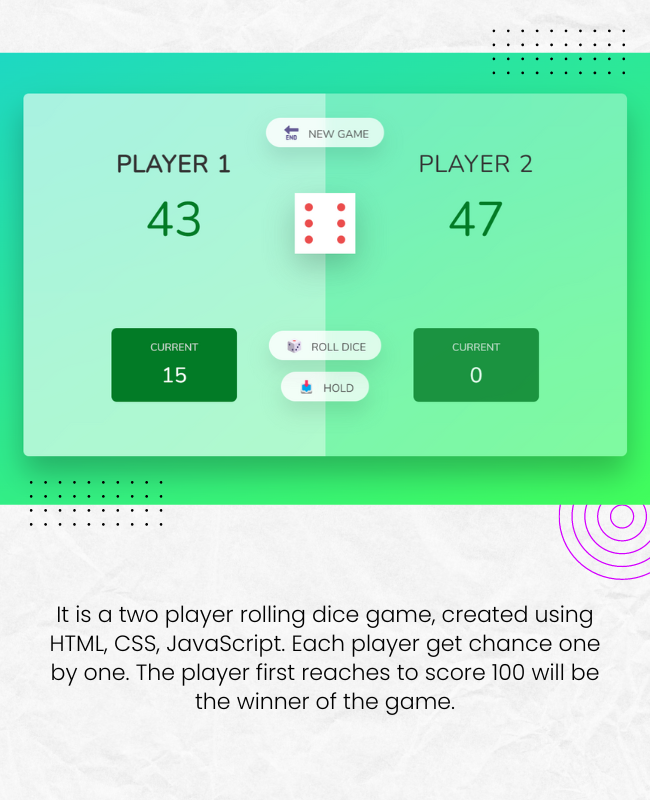 END NEW GAME
PLAYER 1
PLAYER 2
43
47
CURRENT
15
ROLL DICE
HOLD
CURRENT
0
It is a two player rolling dice game, created using
HTML, CSS, JavaScript. Each player get chance one
by one. The player first reaches to score 100 will be
the winner of the game.